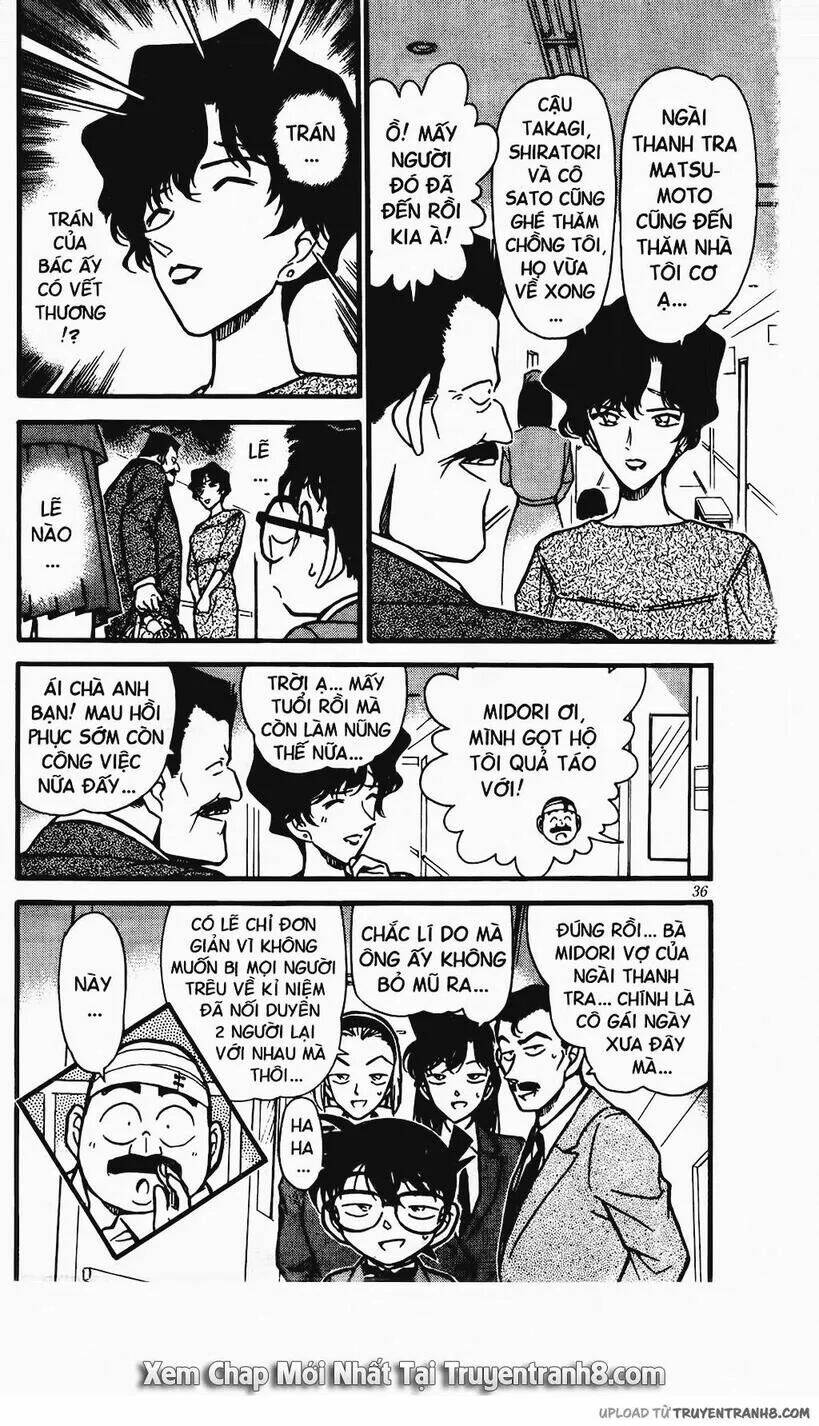 NGÀI
THANH TRA
MATSU-
MOTO
CŨNG ĐẾN
THĂM NHÀ
TÔI CƠ
Ạ...
CẬU
TAKAGI,
SHIRATORI
VÀ CÔ
SATO CŨNG
GHÉ THĂM
CHỒNG TÔI,
HỌ VỪA
VỀ XONG
...
Ồ! MẤY
NGƯỜI
ĐÓ ĐÃ
ĐẾN RỒI
KIA À!
TRÁN
...
TRÁN
CỦA
BÁC ẤY
CÓ VẾT
THƯƠNG
!?
LẼ
...
LẼ
NÀO
...
MIDORI ƠI,
MÌNH GỌT HỘ
TÔI QUẢ TÁO
VỚI!
TRỜI Ạ... MẤY
TUỔI RỒI MÀ
CÒN LÀM NŨNG
THẾ NỮA...
ÁI CHÀ ANH
BẠN! MAU HỒI
PHỤC SỚM CÒN
CÔNG VIỆC
NỮA ĐẤY...
36
ĐÚNG RỒI... BÀ
MIDORI VỢ CỦA
NGÀI THANH
TRA... CHÍNH LÀ
CÔ GÁI NGÀY
XƯA ĐÂY
MÀ...
CHẮC LÍ DO MÀ
ÔNG ẤY KHÔNG
BỎ MŨ RA...
CÓ LẼ CHỈ ĐƠN
GIẢN VÌ KHÔNG
MUỐN BỊ MỌI NGƯỜI
TRÊU VỀ KỈ NIỆM
ĐÃ NỐI DUYÊN
2 NGƯỜI LẠI
VỚI NHAU MÀ
THÔI...
HA
HA
...
NÀY
...
Xem Chap Mới Nhất Tại Truyentranh8.com
UPLOAD TỪ TRUYENTRANH8.COM